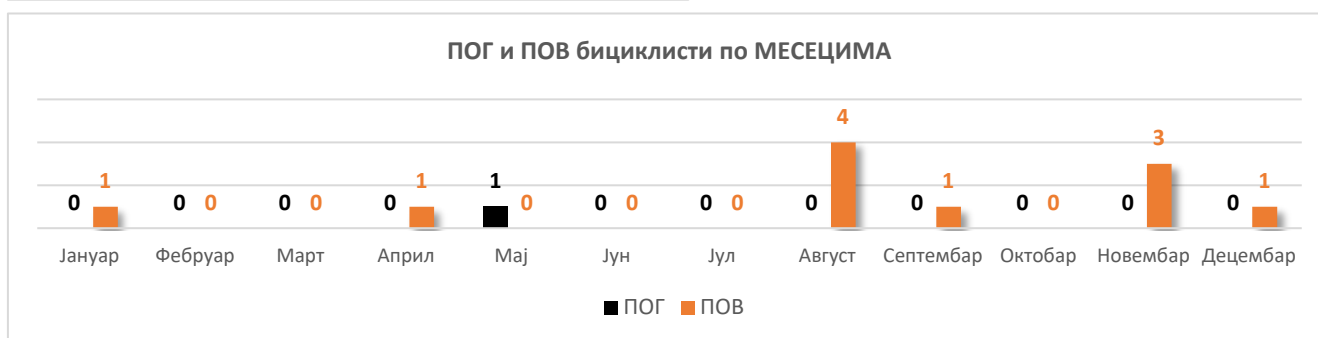 ПОГ и ПОВ бициклисти по МЕСЕЦИМА
0 1 0 0 0 0 0 1 1 0 0 0 0 0 0 4 0 1 0 0 0 3 0 1
Јануар Фебруар Март Април Мај Јун Јул Август Септембар Октобар Новембар Децембар
ПОГ ПОВ